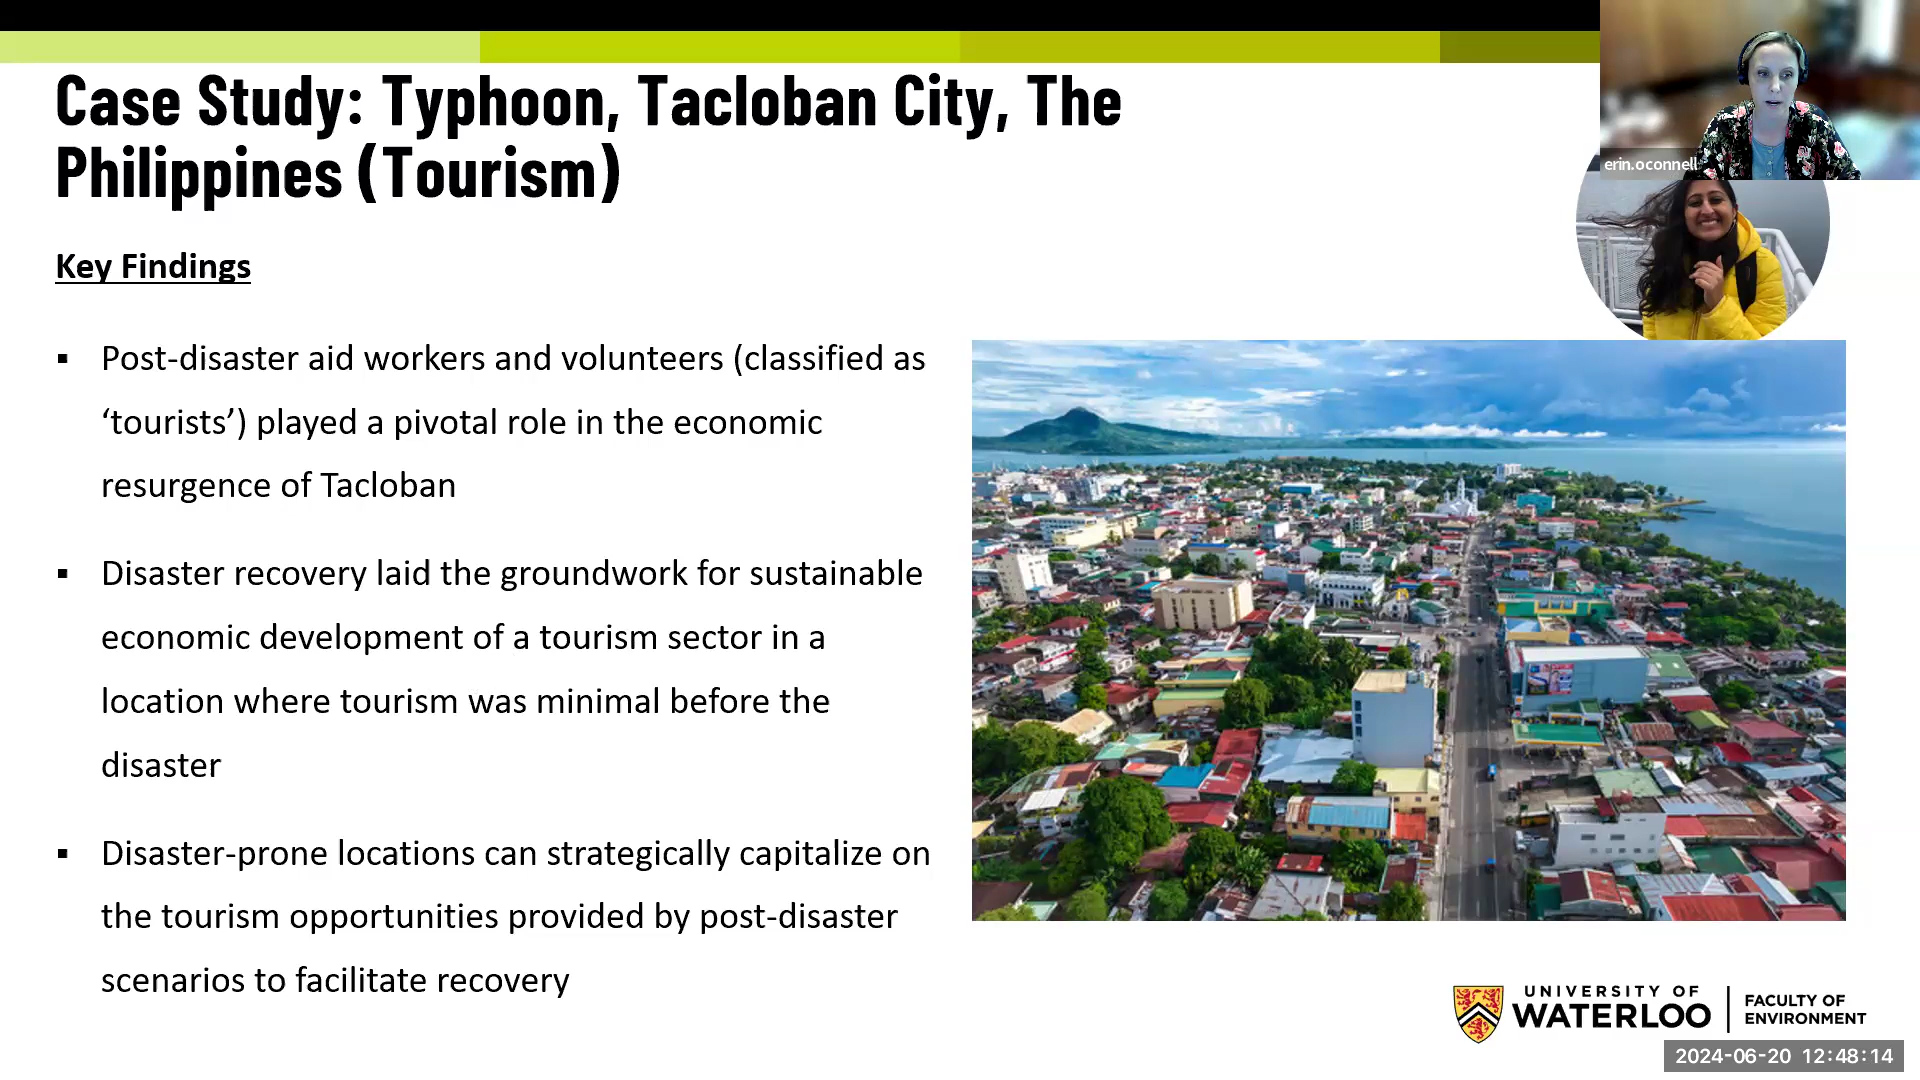 Case Study: Typhoon, Tacloban City, The
Philippines (Tourism)
erin.oconnell
Key Findings
▪ Post-disaster aid workers and volunteers (classified as
‘tourists’) played a pivotal role in the economic
resurgence of Tacloban
▪ Disaster recovery laid the groundwork for sustainable
economic development of a tourism sector in a
location where tourism was minimal before the
disaster
▪ Disaster-prone locations can strategically capitalize on
the tourism opportunities provided by post-disaster
scenarios to facilitate recovery
UNIVERSITY OF
WATERLOO
FACULTY OF
ENVIRONMENT
2024-06-20 12:48:14